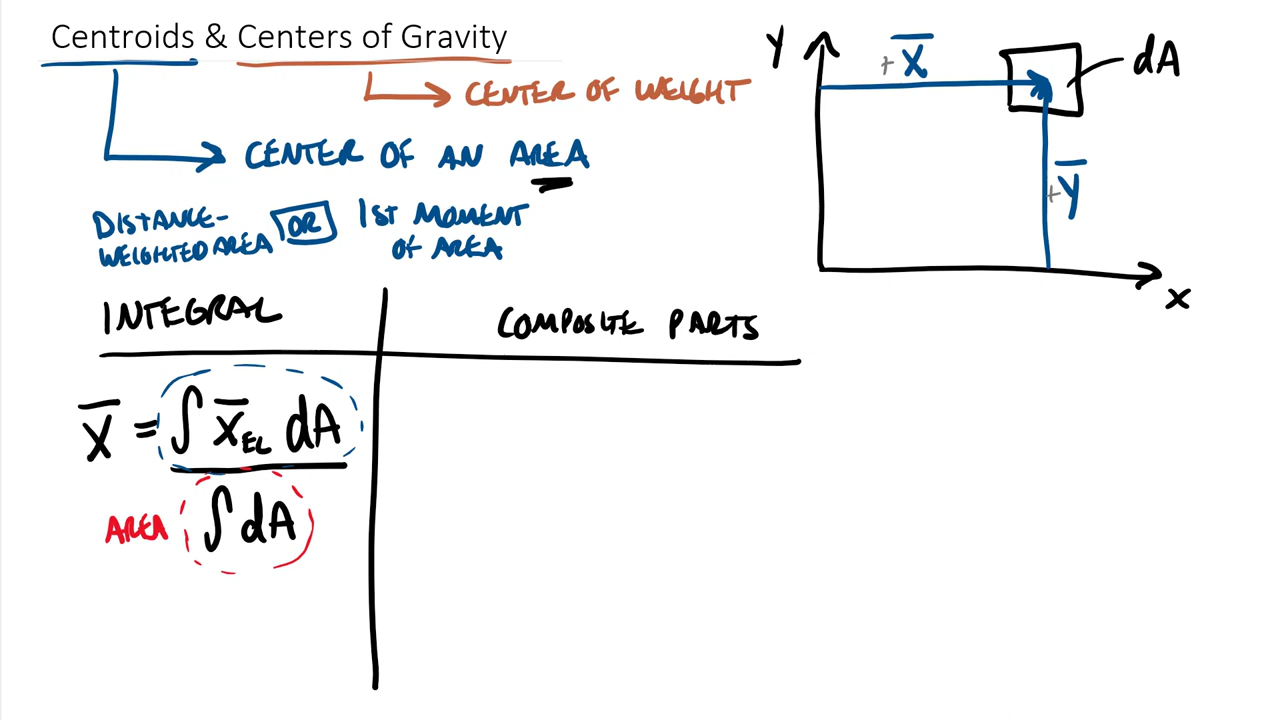 Centroids & Centers of Gravity
CENTER OF WEIGHT
CENTER OF AN AREA
DISTANCE-
WEIGHTED AREA OR 1ST MOMENT
OF AREA
INTEGRAL
COMPOSITE PARTS
X̅ = ∫ x̅EL dA
AREA ∫ dA
Y
+ X̅
dA
+ Y̅
X